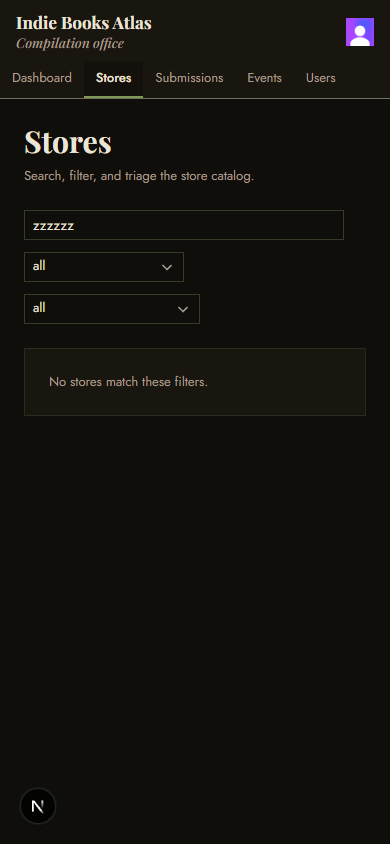 Indie Books Atlas
Compilation office
Dashboard Stores Submissions Events Users
Stores
Search, filter, and triage the store catalog.
zzzzzz
all
all
No stores match these filters.
N